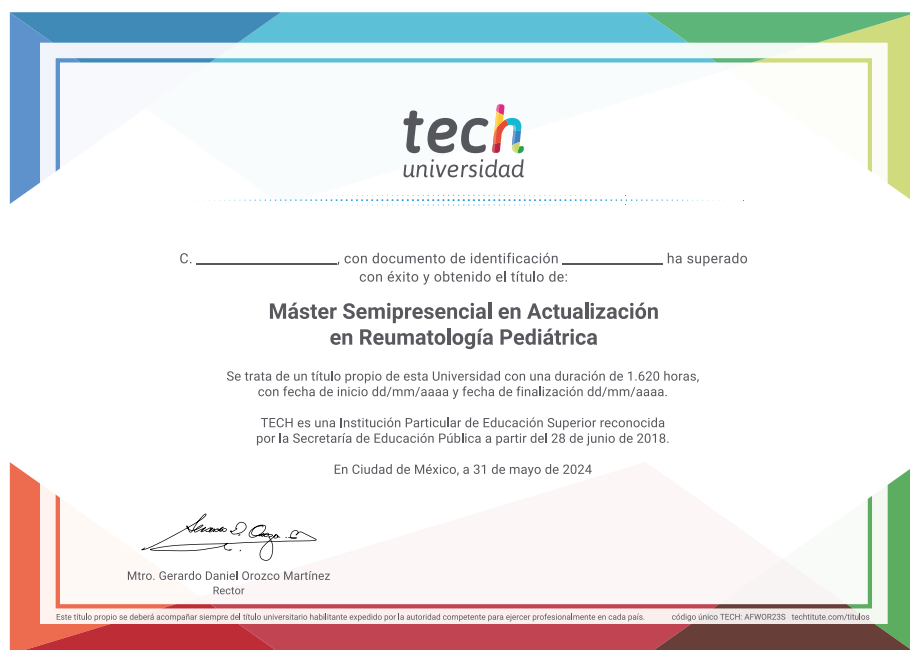 tech
universidad
C. ____________________, con documento de identificación ______________ ha superado
con éxito y obtenido el título de:
Máster Semipresencial en Actualización
en Reumatología Pediátrica
Se trata de un título propio de esta Universidad con una duración de 1.620 horas,
con fecha de inicio dd/mm/aaaa y fecha de finalización dd/mm/aaaa.
TECH es una Institución Particular de Educación Superior reconocida
por la Secretaría de Educación Pública a partir del 28 de junio de 2018.
En Ciudad de México, a 31 de mayo de 2024
Mtro. Gerardo Daniel Orozco Martínez
Rector
Este título propio se deberá acompañar siempre del título universitario habilitante expedido por la autoridad competente para ejercer profesionalmente en cada país. código único TECH: AFWOR23S techtitute.com/titulos